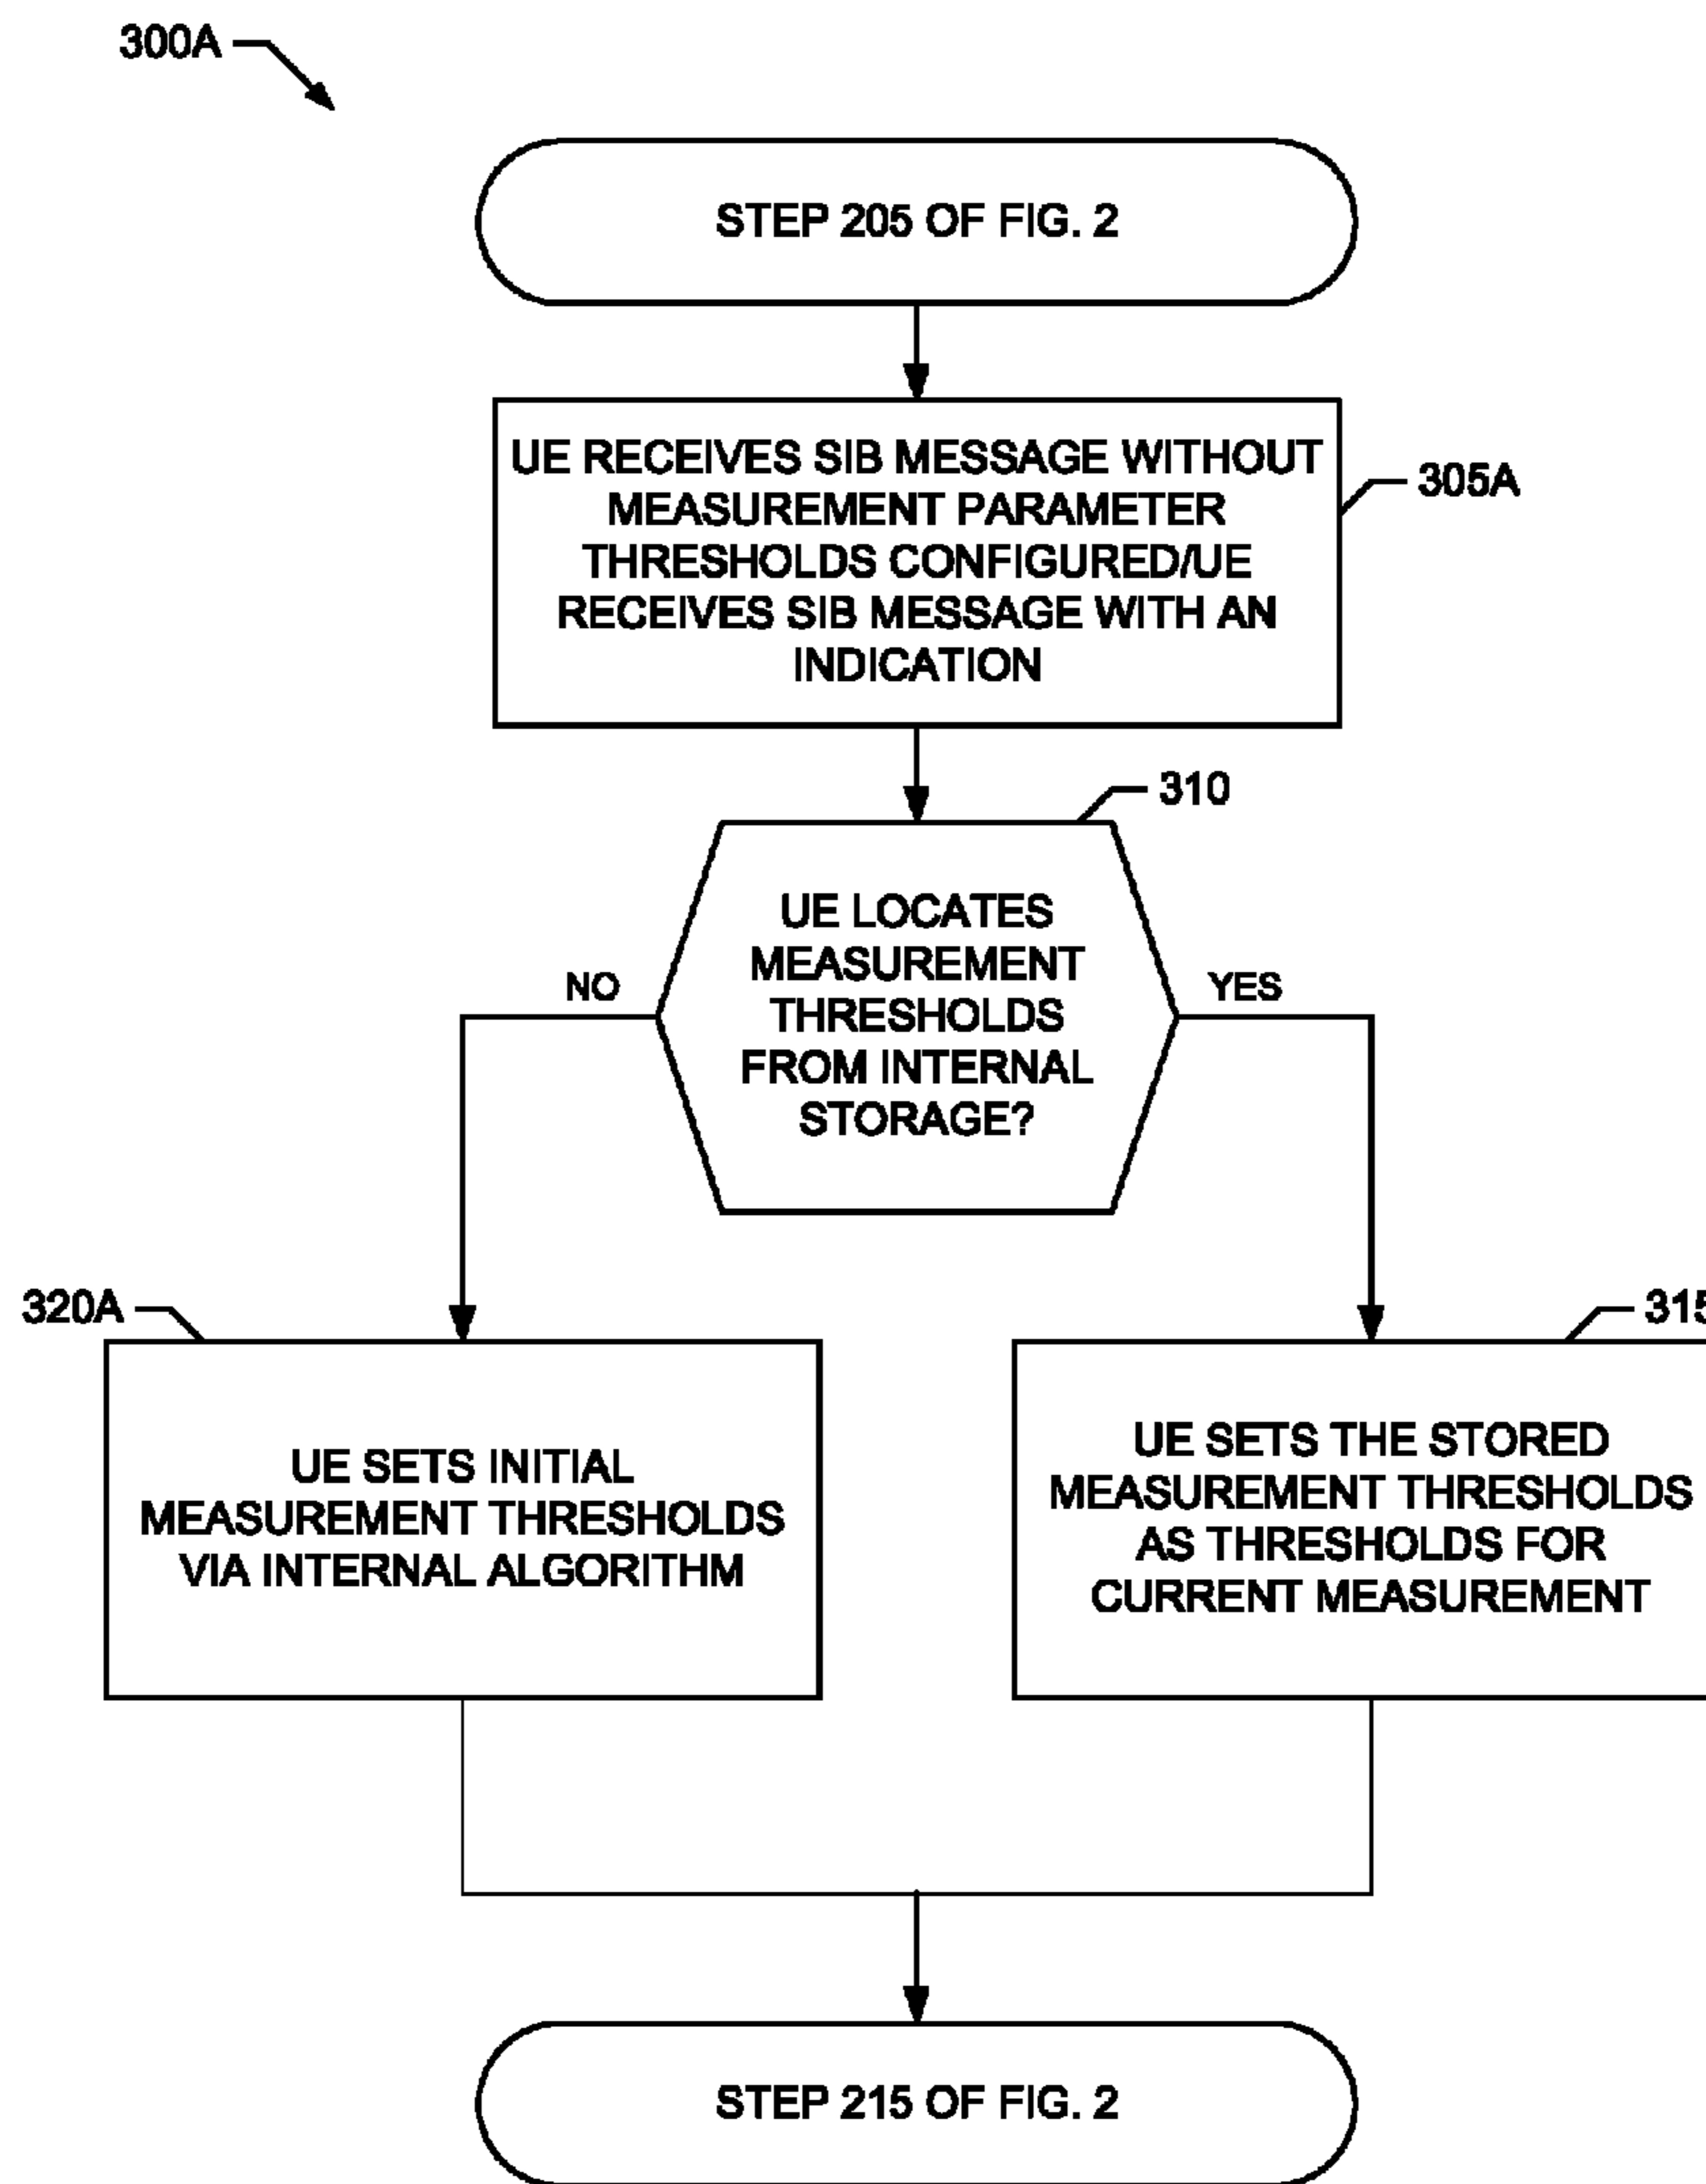 300A
STEP 205 OF FIG. 2
UE RECEIVES SIB MESSAGE WITHOUT
MEASUREMENT PARAMETER
THRESHOLDS CONFIGURED/UE
RECEIVES SIB MESSAGE WITH AN
INDICATION
305A
310
UE LOCATES
MEASUREMENT
THRESHOLDS
FROM INTERNAL
STORAGE?
NO
YES
320A
315
UE SETS INITIAL
MEASUREMENT THRESHOLDS
VIA INTERNAL ALGORITHM
UE SETS THE STORED
MEASUREMENT THRESHOLDS
AS THRESHOLDS FOR
CURRENT MEASUREMENT
STEP 215 OF FIG. 2